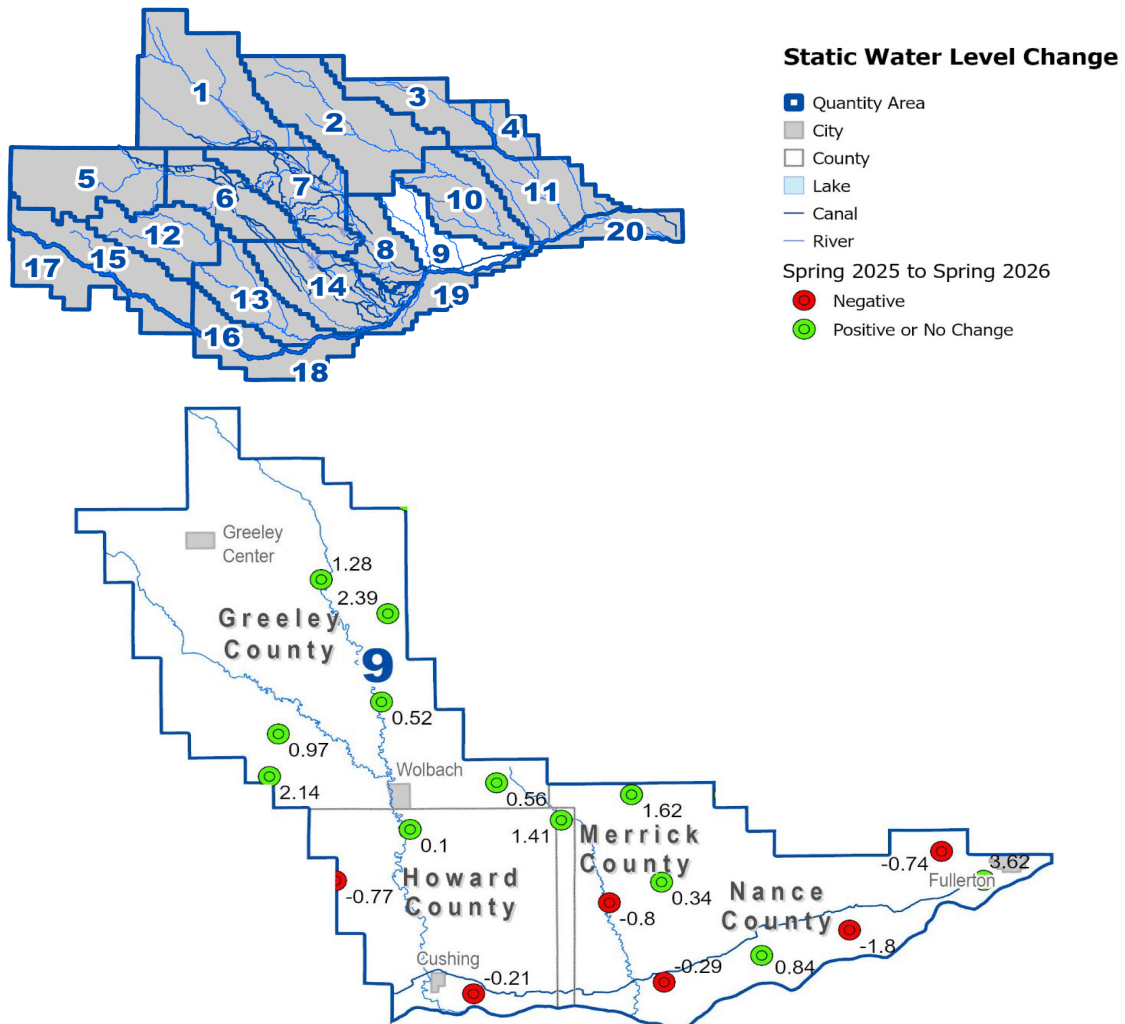 Static Water Level Change
Quantity Area
City
County
Lake
Canal
River
Spring 2025 to Spring 2026
Negative
Positive or No Change
1
2
3
4
5
6
7
8
9
10
11
12
13
14
15
16
17
18
19
20
Greeley
Center
1.28
2.39
Greeley
County
9
0.52
0.97
Wolbach
2.14
0.56
1.62
1.41
Merrick
County
0.1
-0.74
3.62
Fullerton
Howard
County
-0.77
0.34
Nance
County
-0.8
-1.8
Cushing
-0.21
-0.29
0.84